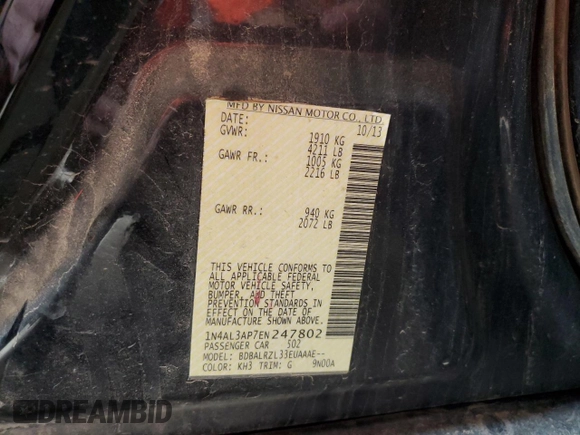 MFD BY NISSAN MOTOR CO., LTD.
DATE: 10/13
GVWR: 1910 KG
4211 LB
GAWR FR.: 1005 KG
2216 LB
GAWR RR.: 940 KG
2072 LB
THIS VEHICLE CONFORMS TO
ALL APPLICABLE FEDERAL
MOTOR VEHICLE SAFETY,
BUMPER, AND THEFT
PREVENTION STANDARDS IN
EFFECT ON THE DATE OF
MANUFACTURE SHOWN ABOVE.
1N4AL3AP7EN247802
PASSENGER CAR 502
MODEL: BDBALRZL33EUAAAE--
COLOR: KH3 TRIM: G 9N00A
DREAMBID